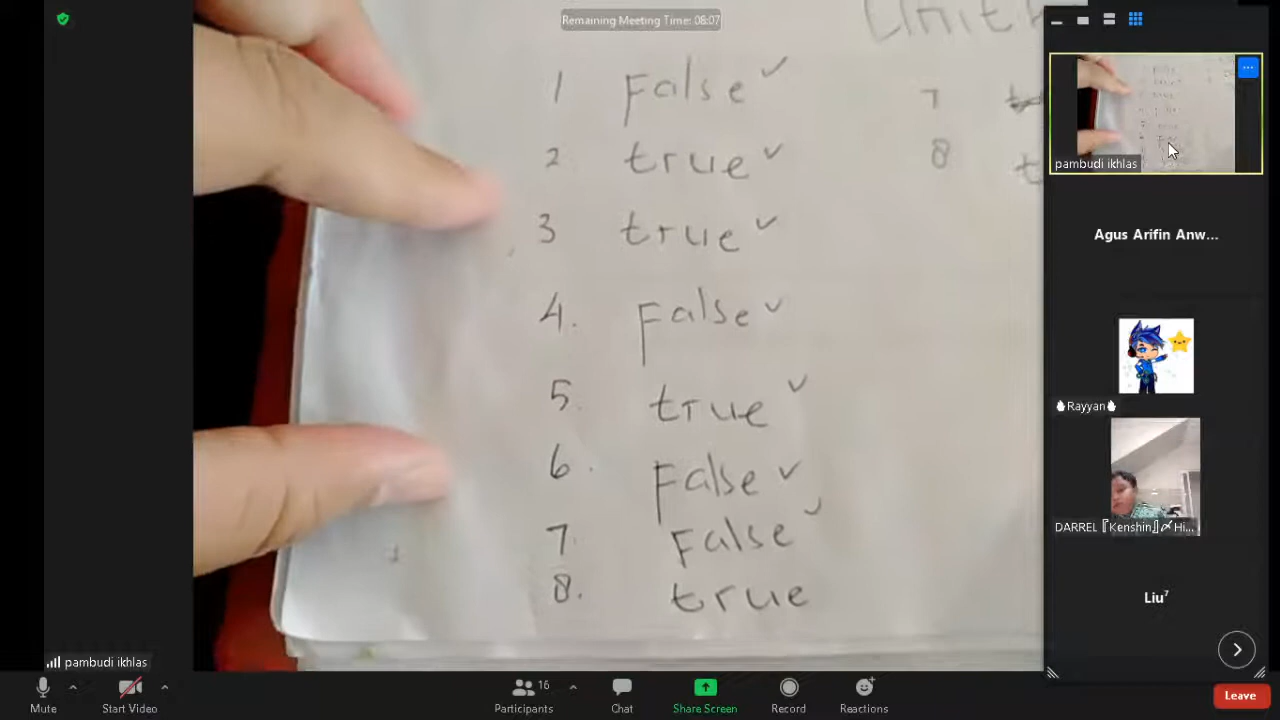 Remaining Meeting Time: 08:07
1 False ✓
2 true ✓
3 true ✓
4. False ✓
5. true ✓
6. False ✓
7. False ✓
8. true
7
8
pambudi ikhlas
Agus Arifin Anw...
Rayyan
DARREL『Kenshin』〆Hi...
Liu⁷
pambudi ikhlas
Mute
Start Video
16
Participants
Chat
Share Screen
Record
Reactions
Leave